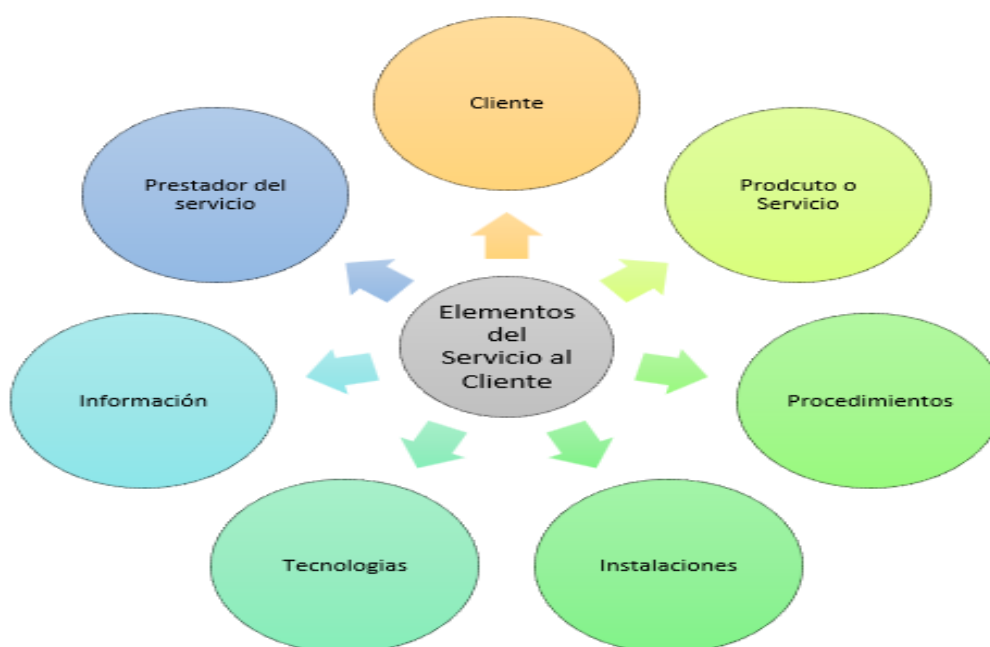 Cliente
Prodcuto o
Servicio
Procedimientos
Instalaciones
Tecnologias
Información
Prestador del
servicio
Elementos
del
Servicio al
Cliente